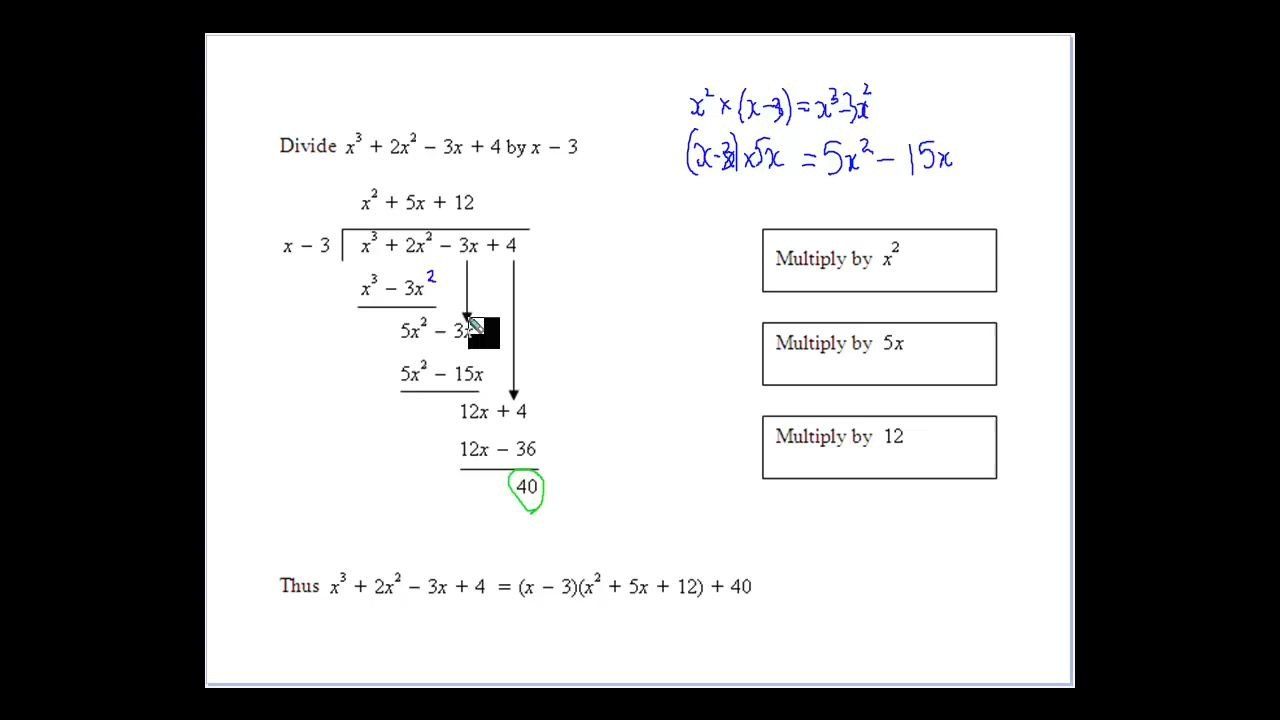 x² × (x-3) = x³-3x²
Divide x³ + 2x² − 3x + 4 by x − 3
(x-3) × 5x = 5x² − 15x
x² + 5x + 12
x − 3 x³ + 2x² − 3x + 4
Multiply by x²
x³ − 3x²
5x² − 3x
Multiply by 5x
5x² − 15x
12x + 4
Multiply by 12
12x − 36
40
Thus x³ + 2x² − 3x + 4 = (x − 3)(x² + 5x + 12) + 40